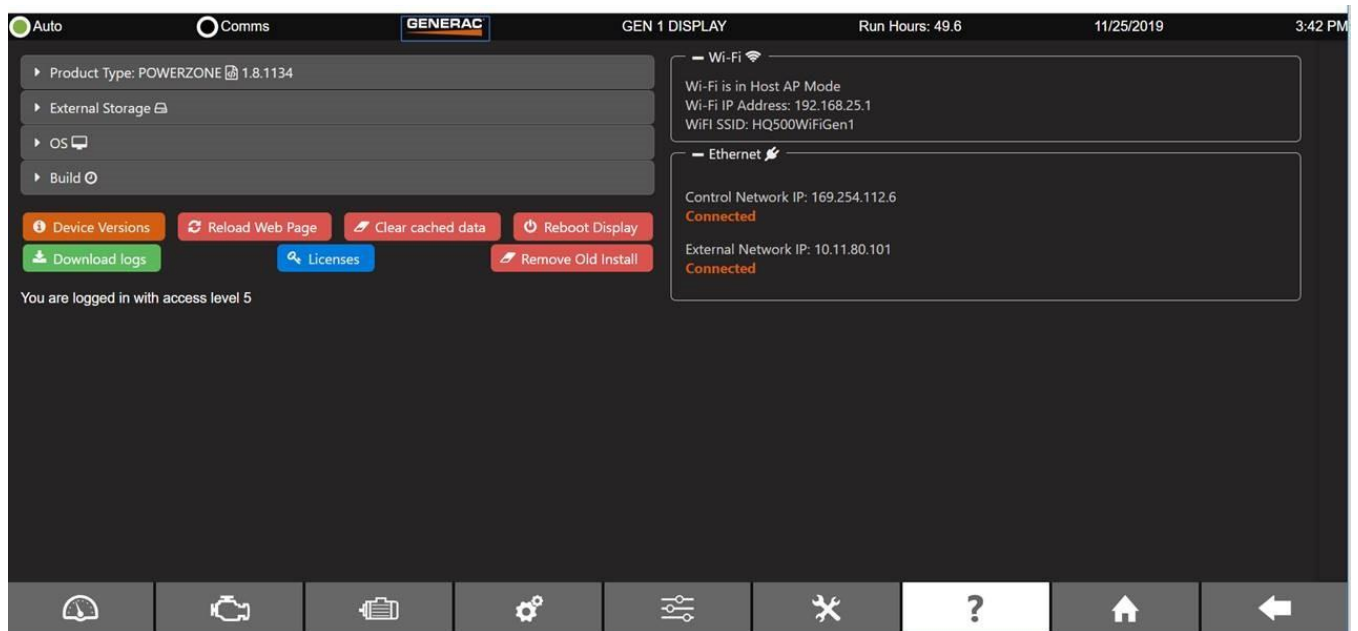 Auto Comms GENERAC GEN 1 DISPLAY Run Hours: 49.6 11/25/2019 3:42 PM
Product Type: POWERZONE 1.8.1134
External Storage
OS
Build
Device Versions Reload Web Page Clear cached data Reboot Display
Download logs Licenses Remove Old Install
You are logged in with access level 5
Wi-Fi
Wi-Fi is in Host AP Mode
Wi-Fi IP Address: 192.168.25.1
WiFI SSID: HQ500WiFiGen1
Ethernet
Control Network IP: 169.254.112.6
Connected
External Network IP: 10.11.80.101
Connected
?